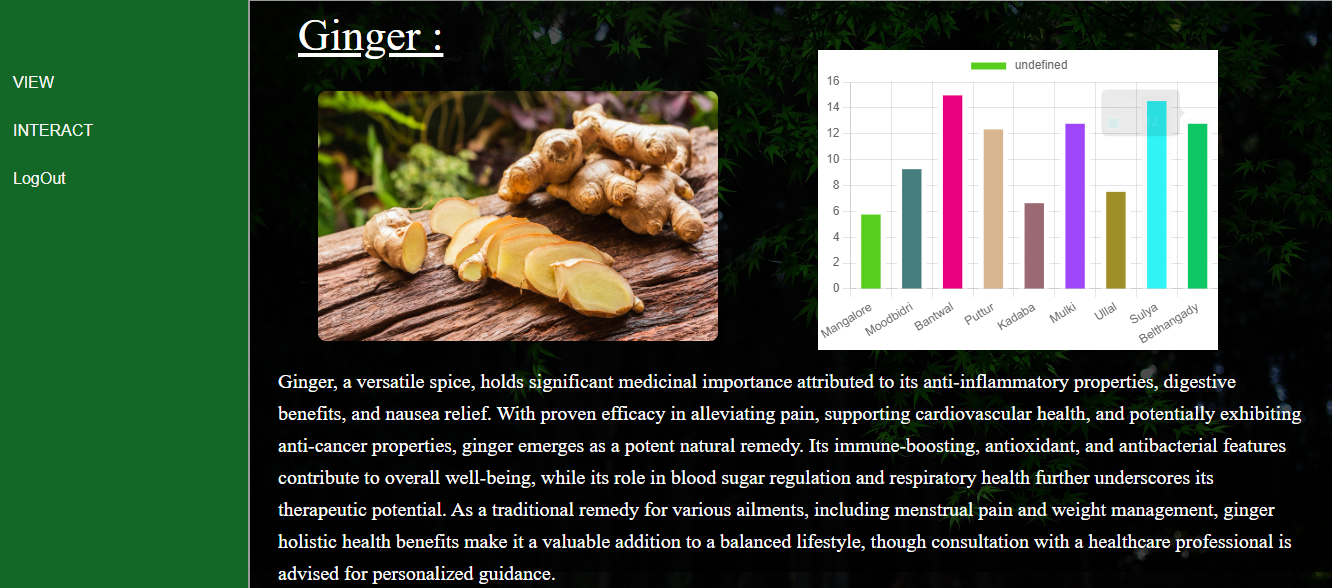 VIEW
INTERACT
LogOut
Ginger :
undefined
16
14
12
10
8
6
4
2
0
Mangalore
Moodbidri
Bantwal
Puttur
Kadaba
Mulki
Ullal
Sulya
Belthangady
Ginger, a versatile spice, holds significant medicinal importance attributed to its anti-inflammatory properties, digestive
benefits, and nausea relief. With proven efficacy in alleviating pain, supporting cardiovascular health, and potentially exhibiting
anti-cancer properties, ginger emerges as a potent natural remedy. Its immune-boosting, antioxidant, and antibacterial features
contribute to overall well-being, while its role in blood sugar regulation and respiratory health further underscores its
therapeutic potential. As a traditional remedy for various ailments, including menstrual pain and weight management, ginger
holistic health benefits make it a valuable addition to a balanced lifestyle, though consultation with a healthcare professional is
advised for personalized guidance.